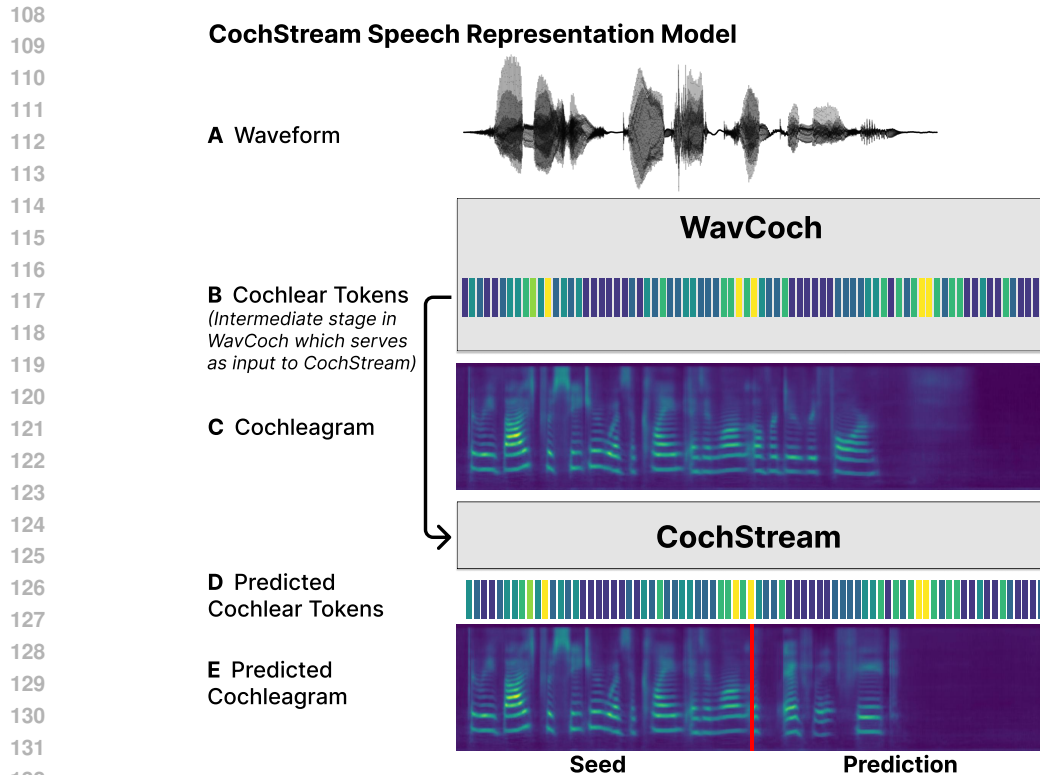 108
CochStream Speech Representation Model
109
110
111
A Waveform
112
113
114
WavCoch
115
116
B Cochlear Tokens
117
(Intermediate stage in
118
WavCoch which serves
119
as input to CochStream)
120
C Cochleagram
121
122
123
124
CochStream
125
D Predicted
126
Cochlear Tokens
127
128
E Predicted
129
Cochleagram
130
131
Seed Prediction